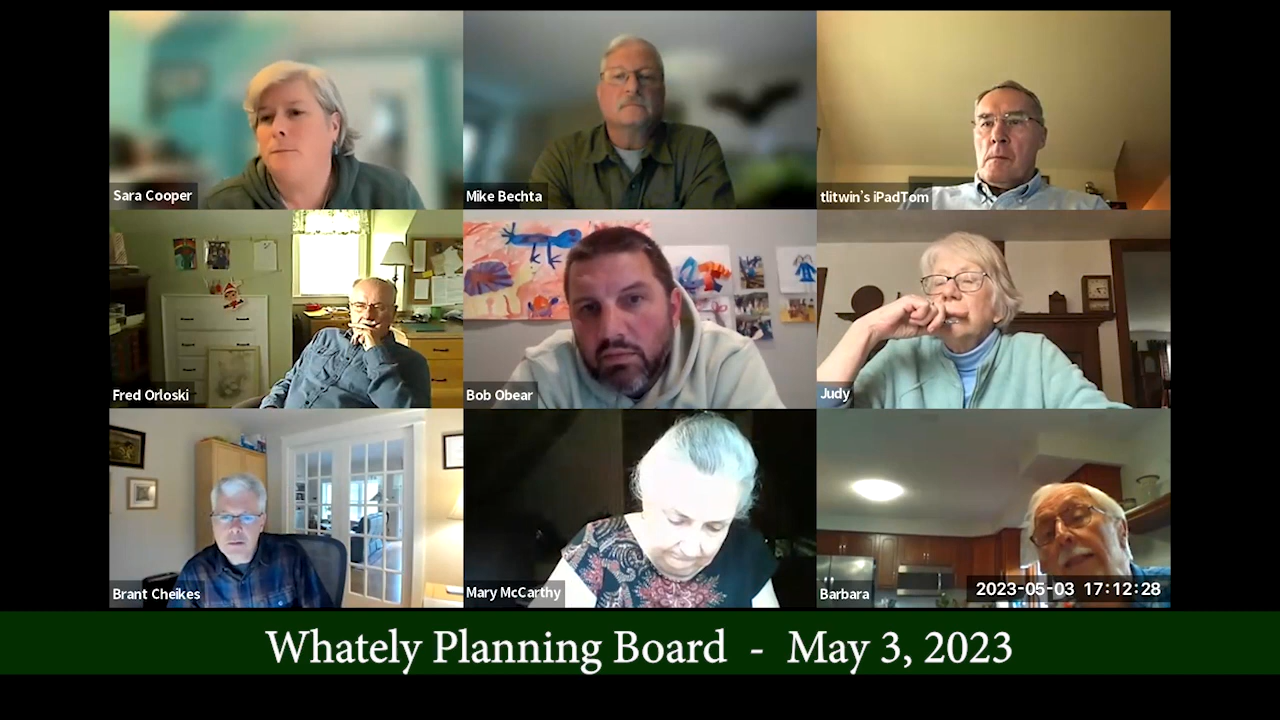 Sara Cooper
Mike Bechta
tlitwin's iPadTom
Fred Orloski
Bob Obear
Judy
Brant Cheikes
Mary McCarthy
Barbara
2023-05-03 17:12:28
Whately Planning Board - May 3, 2023